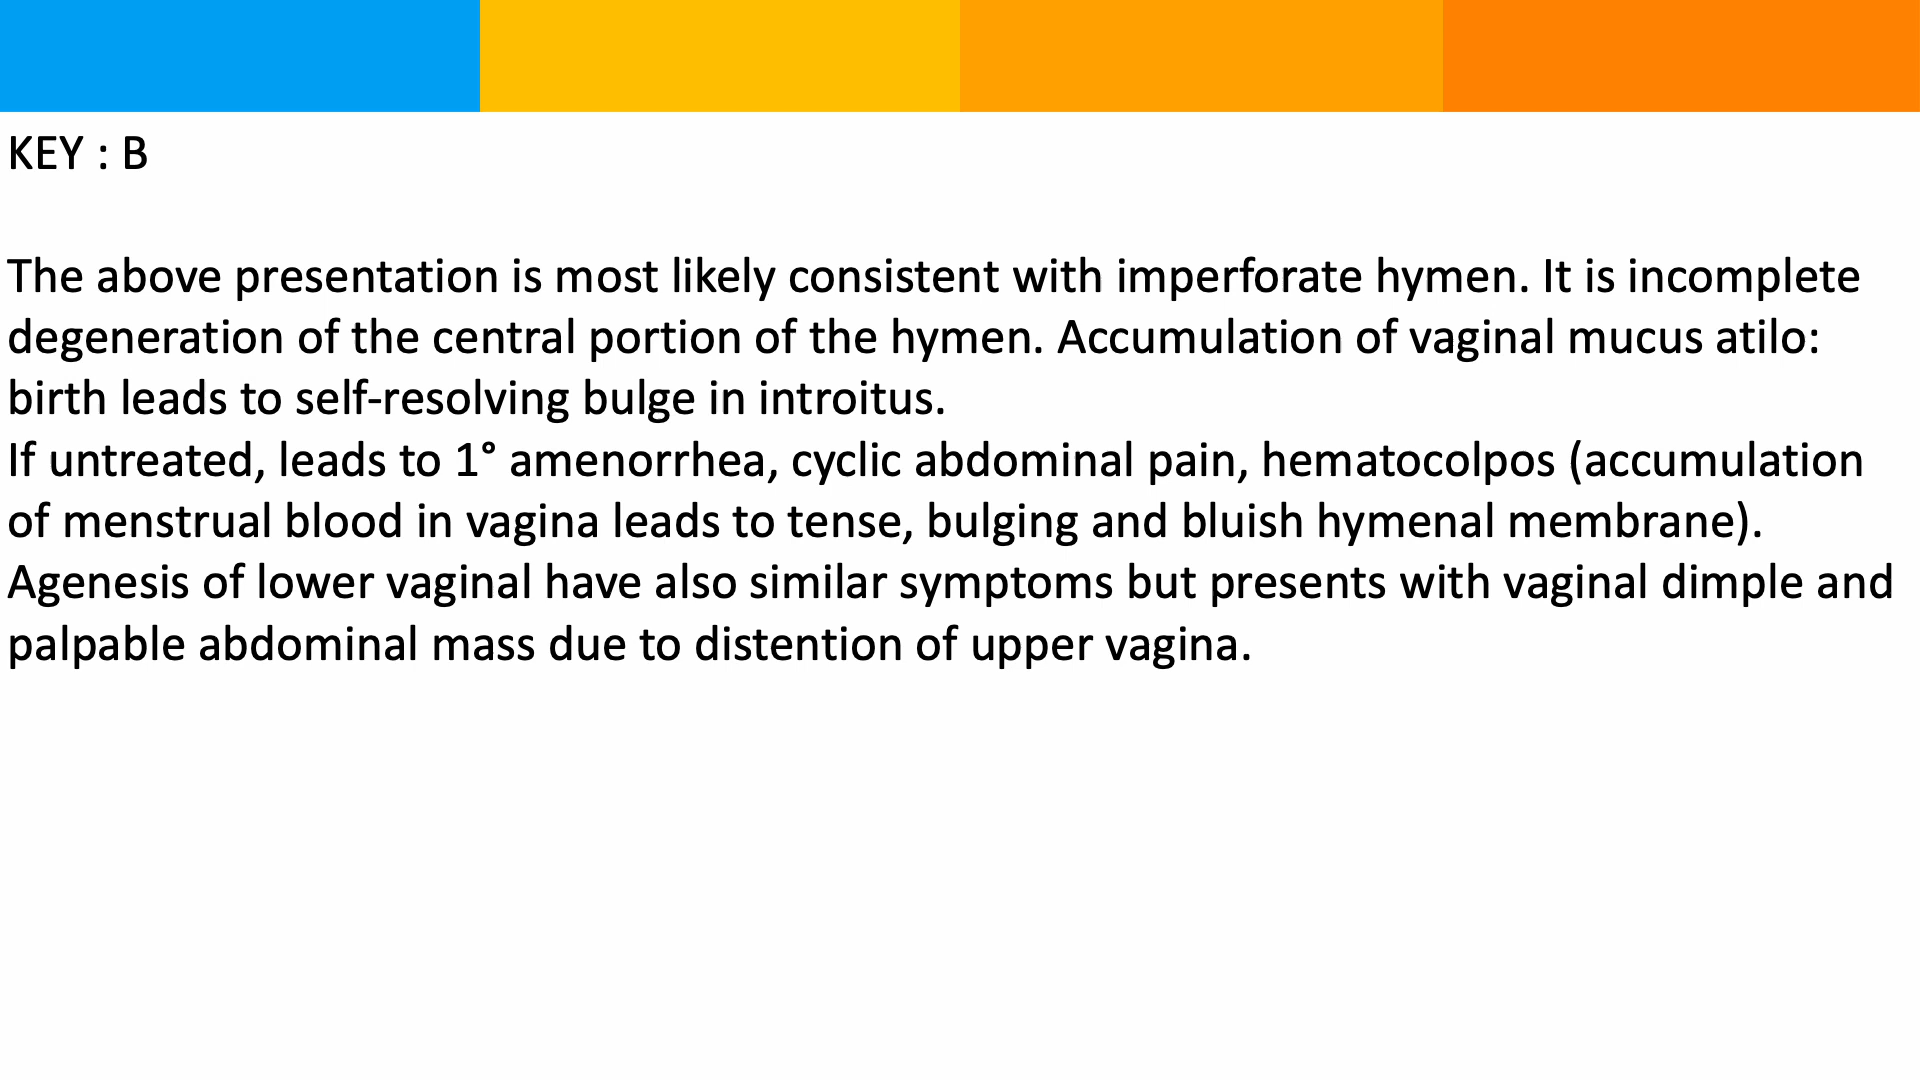 KEY : B
The above presentation is most likely consistent with imperforate hymen. It is incomplete
degeneration of the central portion of the hymen. Accumulation of vaginal mucus atilo:
birth leads to self-resolving bulge in introitus.
If untreated, leads to 1° amenorrhea, cyclic abdominal pain, hematocolpos (accumulation
of menstrual blood in vagina leads to tense, bulging and bluish hymenal membrane).
Agenesis of lower vaginal have also similar symptoms but presents with vaginal dimple and
palpable abdominal mass due to distention of upper vagina.